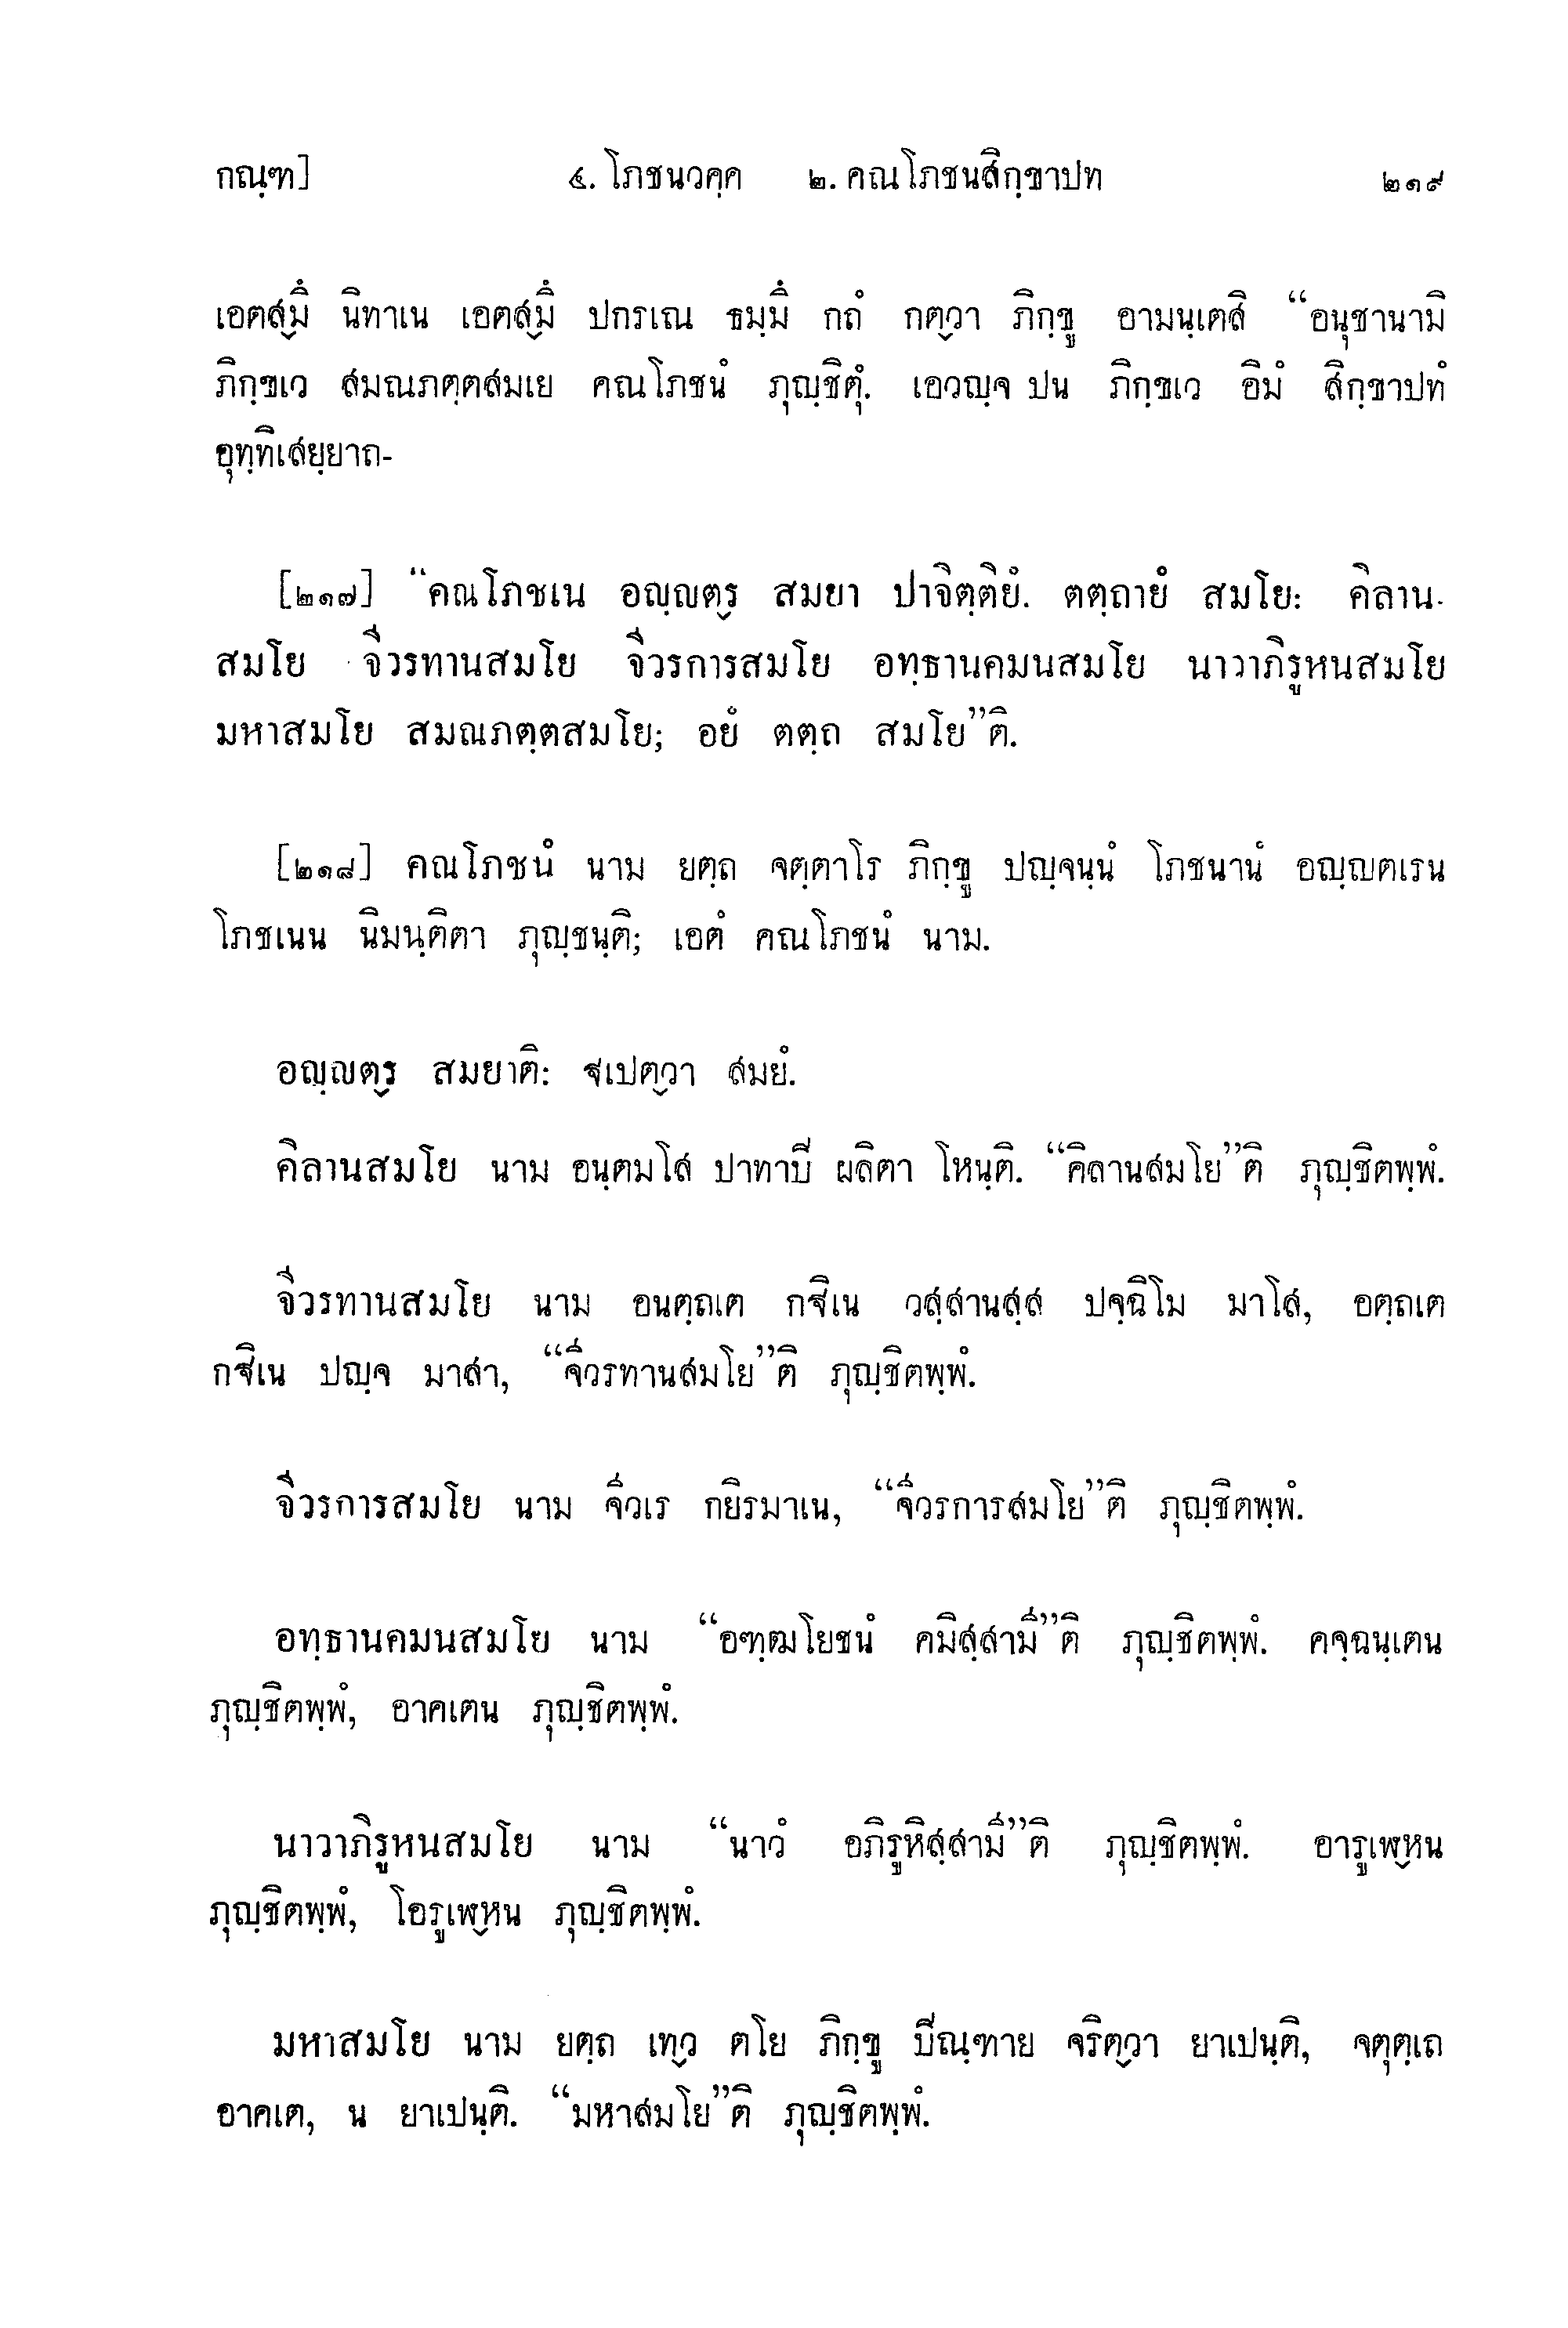 กณฺฑ] ๔. โภชนวคฺค ๒. คณโภชนสิกฺขาปท ๒๑๙
เอตส๎มึ นิทาเน เอตส๎มึ ปกรเณ ธมฺมึ กถํ กต๎วา ภิกฺขู อามนฺเตสิ “อนุชานามิ
ภิกฺขเว สมณภตฺตสมเย คณโภชนํ ภุญฺชิตุํ. เอวญฺจ ปน ภิกฺขเว อิมํ สิกฺขาปทํ
อุทฺทิเสยฺยาถ-
[๒๑๗] “คณโภชเน อญฺญตร๎ สมยา ปาจิตฺติยํ. ตตฺถายํ สมโย: คิลาน-
สมโย จีวรทานสมโย จีวรการสมโย อทฺธานคมนสมโย นาวาภิรูหนสมโย
มหาสมโย สมณภตฺตสมโย; อยํ ตตฺถ สมโย”ติ.
[๒๑๘] คณโภชนํ นาม ยตฺถ จตฺตาโร ภิกฺขู ปญฺจนฺนํ โภชนานํ อญฺญตเรน
โภชเนน นิมนฺติตา ภุญฺชนฺติ; เอตํ คณโภชนํ นาม.
อญฺญตร๎ สมยาติ: ฐเปต๎วา สมยํ.
คิลานสมโย นาม อนฺตมโส ปาทาปิ ผลิตา โหนฺติ. “คิลานสมโย”ติ ภุญฺชิตพฺพํ.
จีวรทานสมโย นาม อนตฺถเต กฐิเน วสฺสานสฺส ปจฺฉิโม มาโส, อตฺถเต
กฐิเน ปญฺจ มาสา, “จีวรทานสมโย”ติ ภุญฺชิตพฺพํ.
จีวรการสมโย นาม จีวเร กยิรมาเน, “จีวรการสมโย”ติ ภุญฺชิตพฺพํ.
อทฺธานคมนสมโย นาม “อฑฺฒโยชนํ คมิสฺสามี”ติ ภุญฺชิตพฺพํ. คจฺฉนฺเตน
ภุญฺชิตพฺพํ, อาคเตน ภุญฺชิตพฺพํ.
นาวาภิรูหนสมโย นาม “นาวํ อภิรูหิสฺสามี”ติ ภุญฺชิตพฺพํ. อารูเฬ๎หน
ภุญฺชิตพฺพํ, โอรูเฬ๎หน ภุญฺชิตพฺพํ.
มหาสมโย นาม ยตฺถ เท๎ว ตโย ภิกฺขู ปิณฺฑาย จริต๎วา ยาเปนฺติ, จตุตฺเถ
อาคเต, น ยาเปนฺติ. “มหาสมโย”ติ ภุญฺชิตพฺพํ.